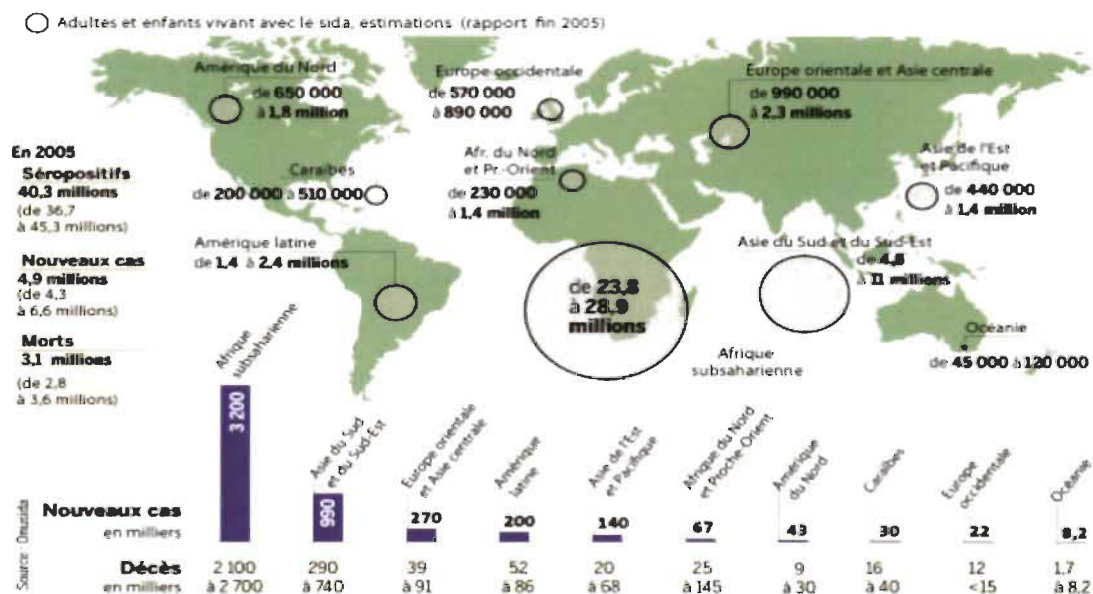 Adultes et enfants vivant avec le sida, estimations (rapport fin 2005)
Amérique du Nord
de 650 000
à 1,8 million
Europe occidentale
de 570 000
à 890 000
Europe orientale et Asie centrale
de 990 000
à 2,3 millions
En 2005
Séropositifs
40,3 millions
(de 36,7
à 45,3 millions)
Nouveaux cas
4,9 millions
(de 4,3
à 6,6 millions)
Morts
3,1 millions
(de 2,8
à 3,6 millions)
Caraïbes
de 200 000 à 510 000
Afr. du Nord
et Pr.-Orient
de 230 000
à 1,4 million
Asie de l'Est
et Pacifique
de 440 000
à 1,4 million
Amérique latine
de 1,4 à 2,4 millions
de 23,8
à 28,9
millions
Afrique
subsaharienne
Asie du Sud et du Sud-Est
de 4,5
à 11 millions
Océanie
de 45 000 à 120 000
Afrique
subsaharienne
Asie du Sud
et du Sud-Est
Europe orientale
et Asie centrale
Amérique
latine
Asie de l'Est
et Pacifique
Afrique du Nord
et Proche-Orient
Amérique
du Nord
Caraïbes
Europe
occidentale
Océanie
Nouveaux cas
en milliers
3 200 990 270 200 140 67 43 30 22 8,2
Décès 2 100 290 39 52 20 25 9 16 12 1,7
en milliers à 2 700 à 740 à 91 à 86 à 68 à 145 à 30 à 40 <15 à 8,2
Source : Onusida